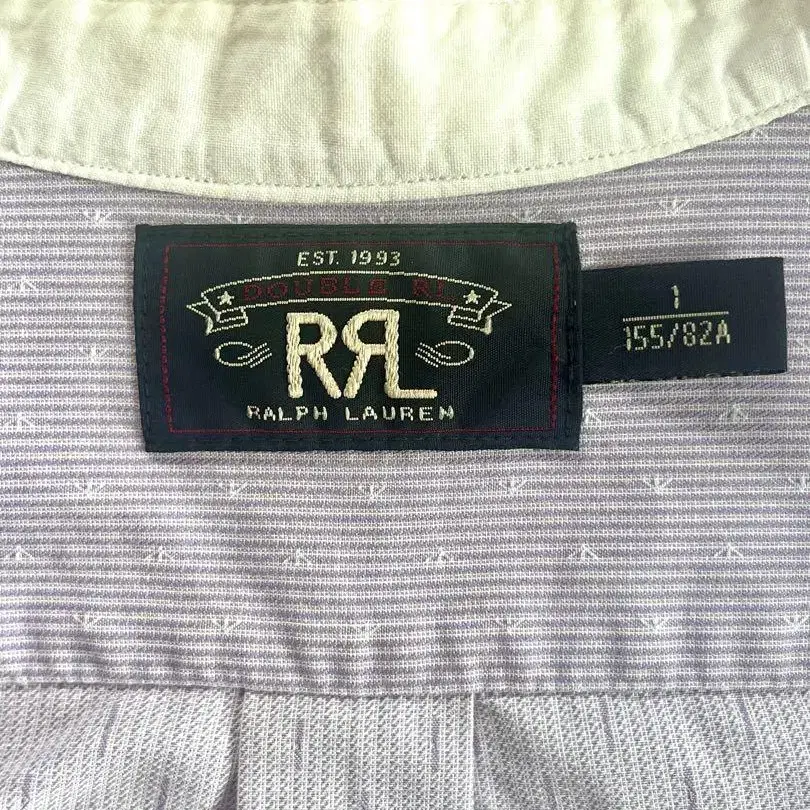 EST. 1993
DOUBLE RL
RRL
RALPH LAUREN
1
155/82A